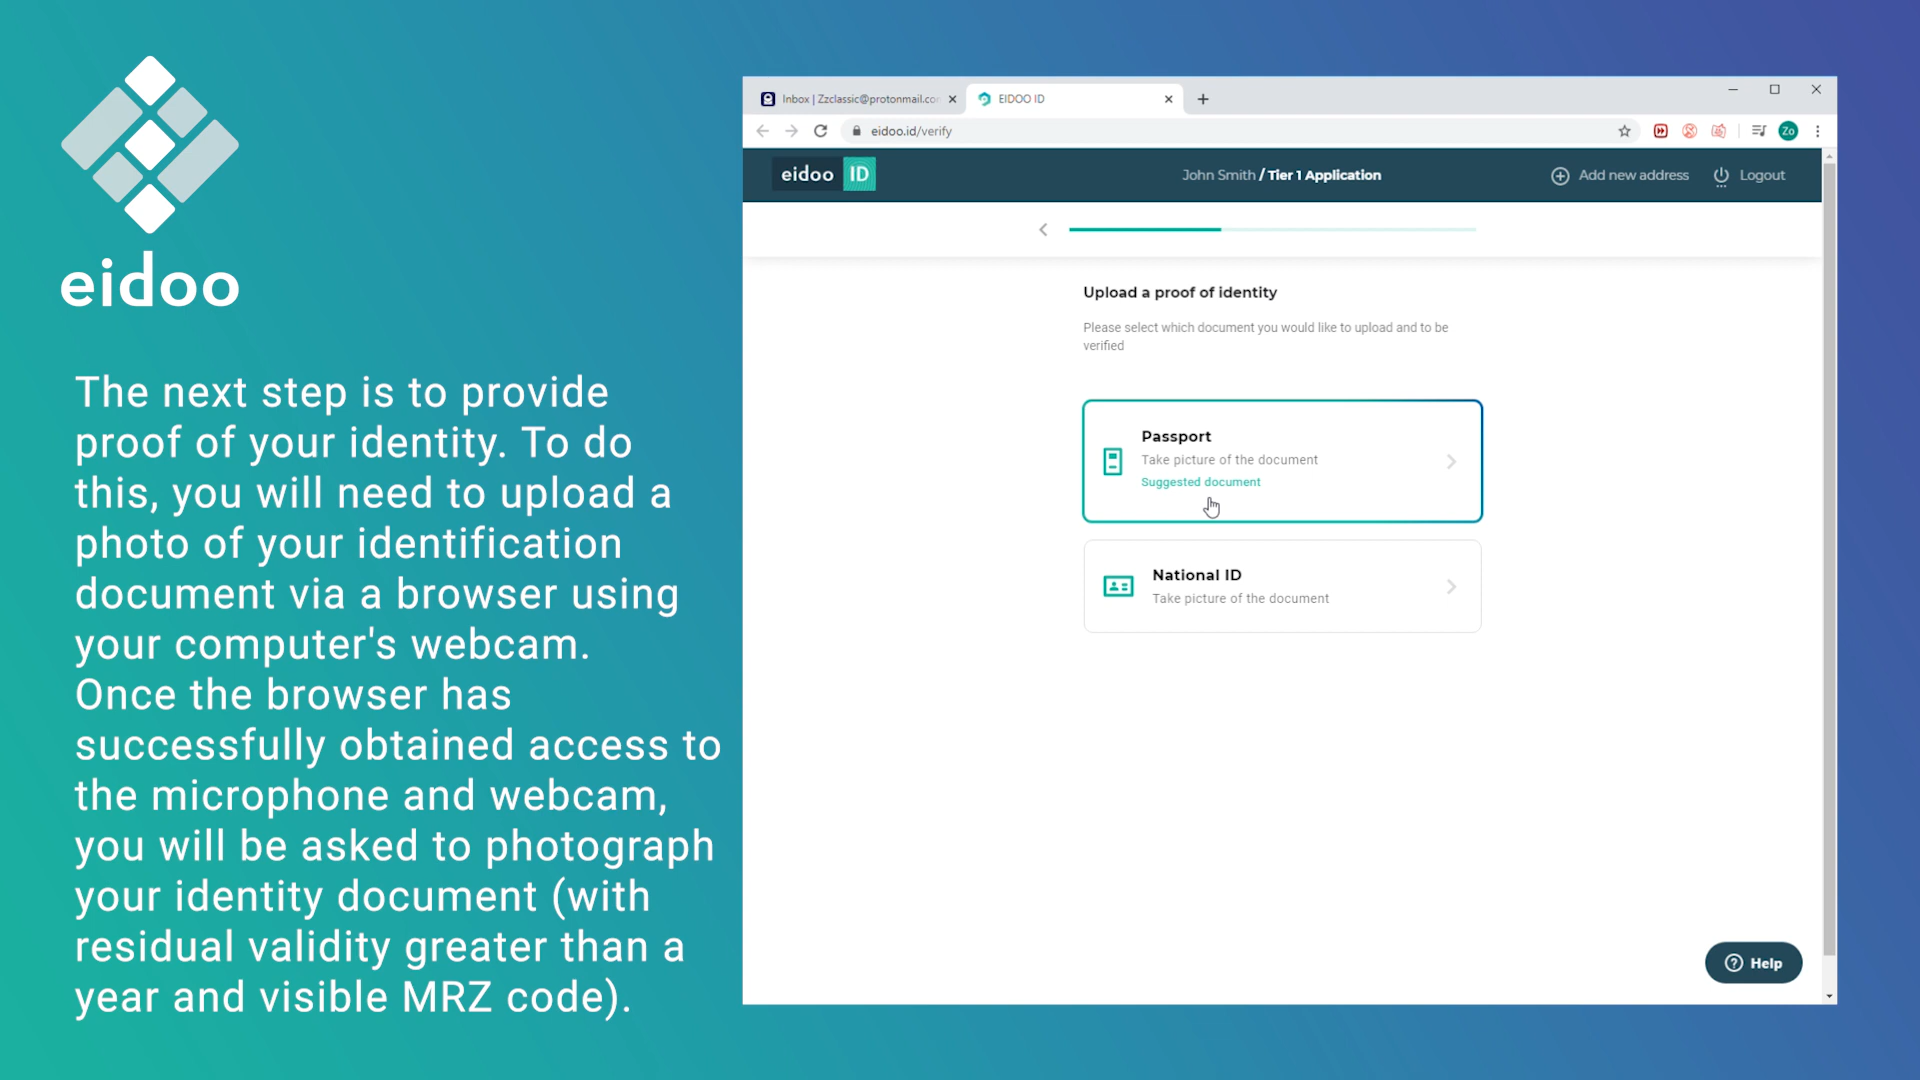 eidoo
The next step is to provide
proof of your identity. To do
this, you will need to upload a
photo of your identification
document via a browser using
your computer's webcam.
Once the browser has
successfully obtained access to
the microphone and webcam,
you will be asked to photograph
your identity document (with
residual validity greater than a
year and visible MRZ code).
Inbox | Zzclassic@protonmail.co
EIDOO ID
eidoo.id/verify
Zo
eidoo ID
John Smith / Tier 1 Application
Add new address
Logout
Upload a proof of identity
Please select which document you would like to upload and to be
verified
Passport
Take picture of the document
Suggested document
National ID
Take picture of the document
Help